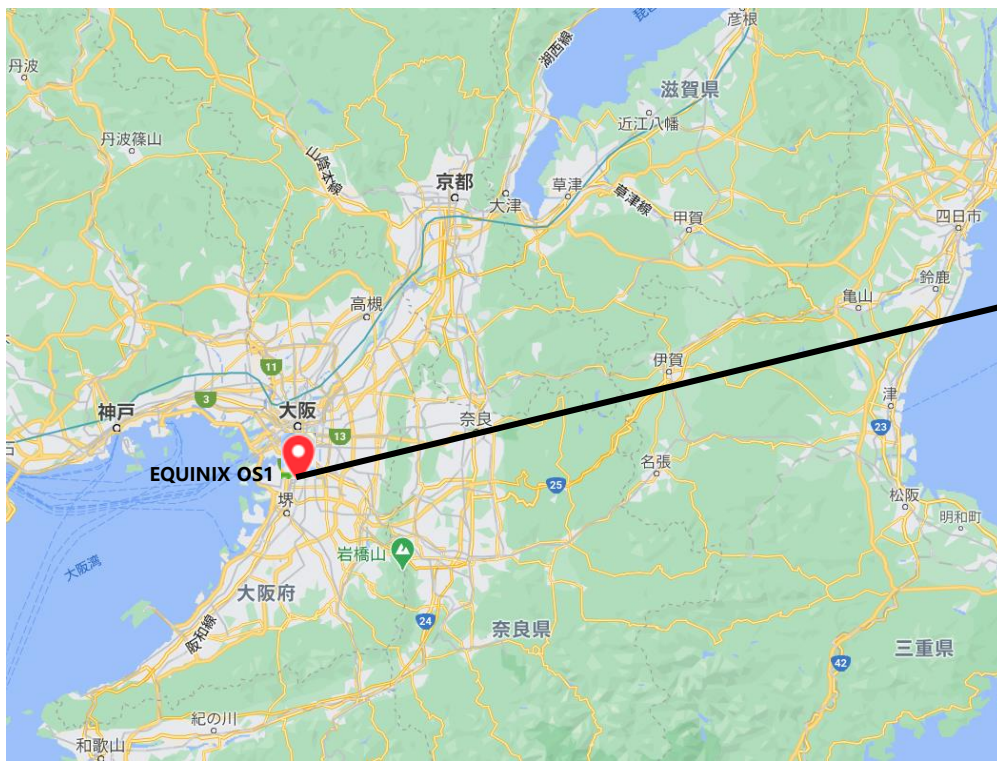 琵琶湖
彦根
湖西線
丹波
滋賀県
近江八幡
丹波篠山
山陰本線
京都
草津
大津
草津線
甲賀
四日市
鈴鹿
亀山
高槻
伊賀
11
3
神戸
大阪
奈良
津
13
23
名張
EQUINIX OS1
25
堺
松阪
明和町
岩橋山
大阪湾
大阪府
24
阪和線
奈良県
三重県
42
紀の川
和歌山